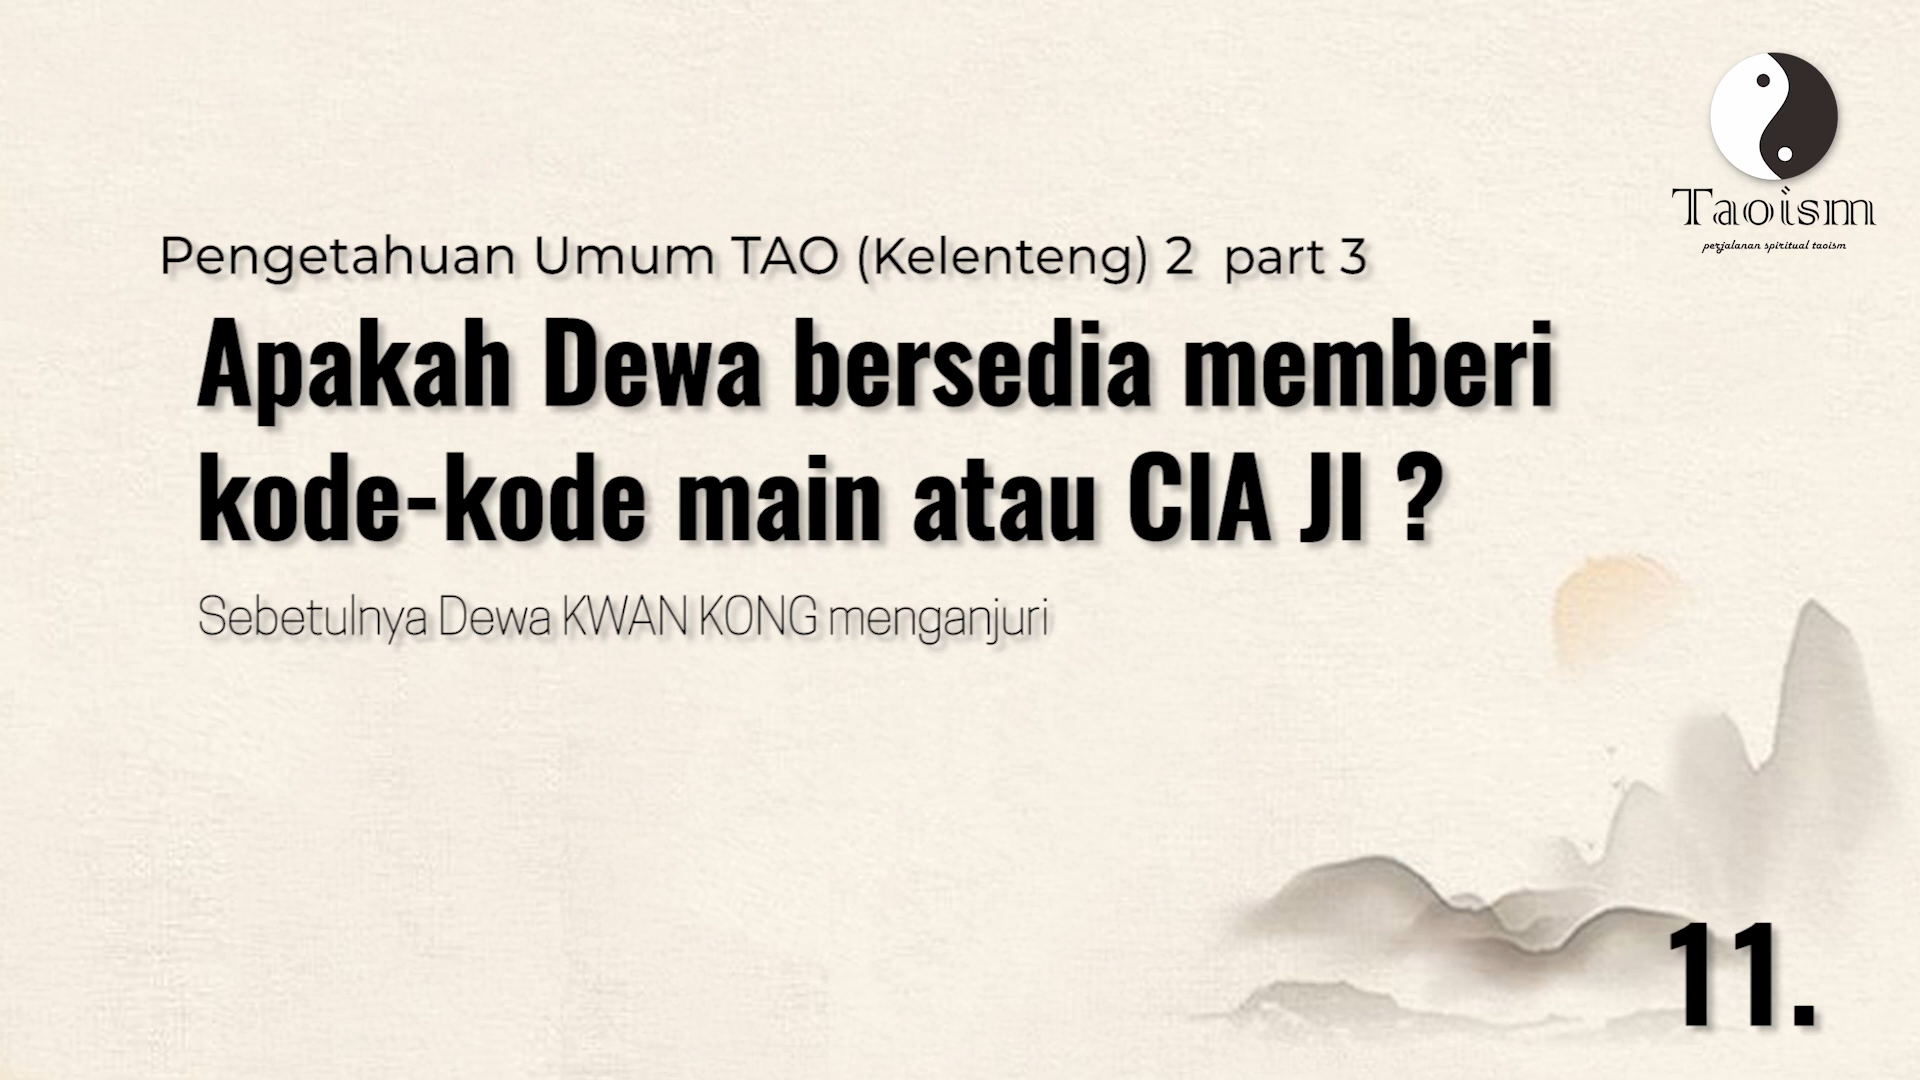 Taoism
perjalanan spiritual taoism
Pengetahuan Umum TAO (Kelenteng) 2 part 3
Apakah Dewa bersedia memberi
kode-kode main atau CIA JI ?
Sebetulnya Dewa KWAN KONG menganjuri
11.